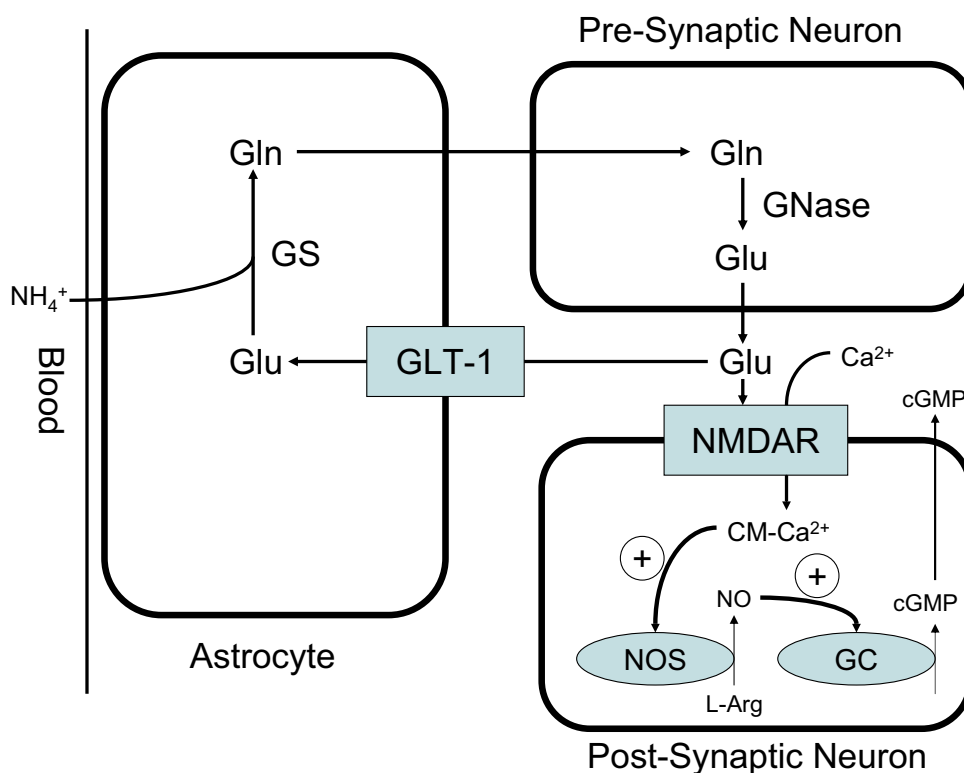 Pre-Synaptic Neuron
Gln
Gln
GNase
GS
Glu
NH₄⁺
Blood
Glu
GLT-1
Glu
Ca²⁺
cGMP
NMDAR
CM-Ca²⁺
+
+
NO
cGMP
NOS
GC
Astrocyte
L-Arg
Post-Synaptic Neuron